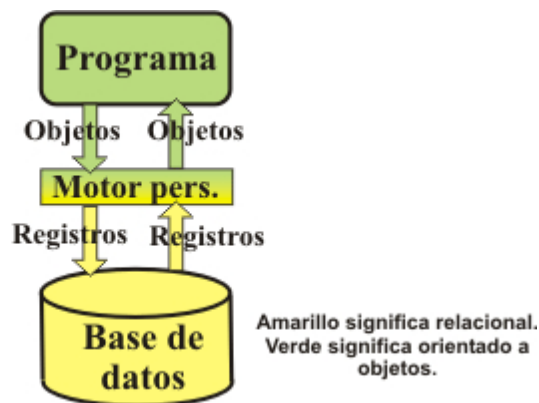 Programa
Objetos Objetos
Motor pers.
Registros Registros
Base de
datos
Amarillo significa relacional.
Verde significa orientado a
objetos.